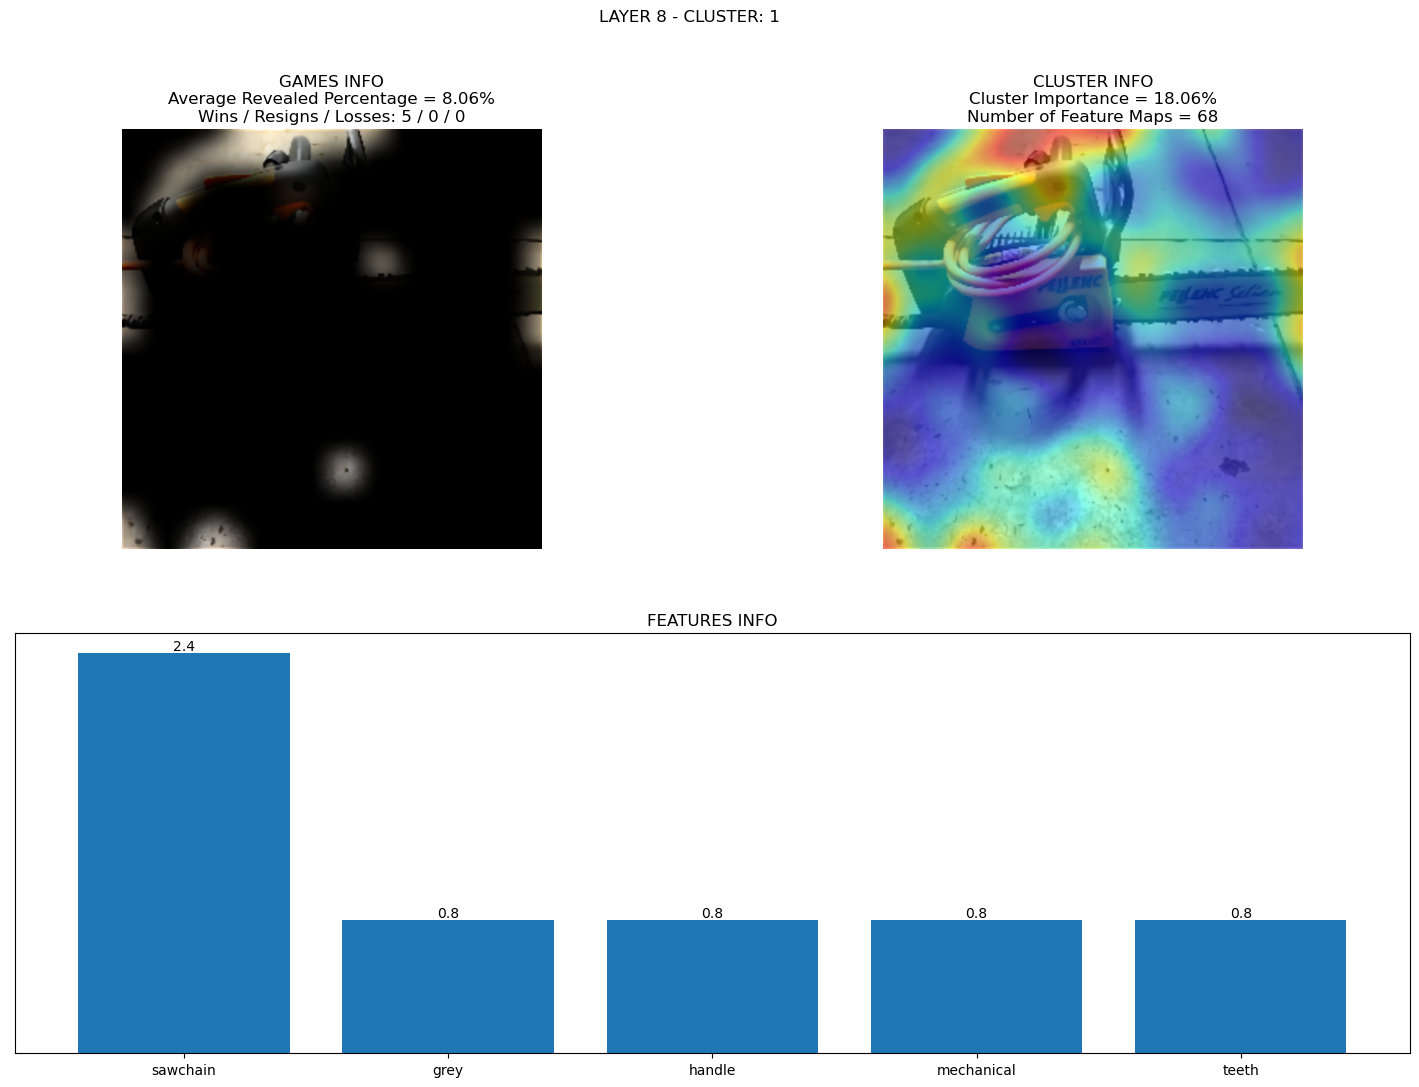 LAYER 8 - CLUSTER: 1
GAMES INFO
Average Revealed Percentage = 8.06%
Wins / Resigns / Losses: 5 / 0 / 0
CLUSTER INFO
Cluster Importance = 18.06%
Number of Feature Maps = 68
PELLENC
PELLENC Selion
FEATURES INFO
2.4
0.8
0.8
0.8
0.8
sawchain
grey
handle
mechanical
teeth